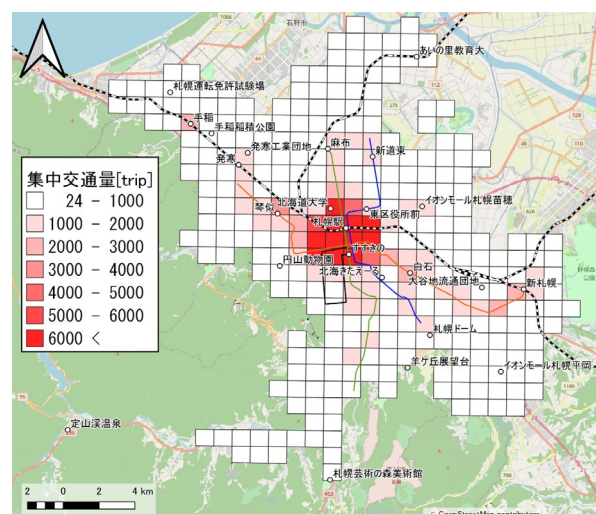 石狩市
あいの里教育大
札幌運転免許試験場
手稲
手稲稲積公園
発寒工業団地
麻布
新道東
発寒
集中交通量[trip]
24 - 1000
1100 - 2000
2000 - 3000
3000 - 4000
4000 - 5000
5000 - 6000
6000 <
琴似
北海道大学
東区役所前
イオンモール札幌苗穂
札幌駅
すすきの
円山動物園
北海きたえーる
白石
大谷地流通団地
新札幌
札幌ドーム
羊ケ丘展望台
イオンモール札幌平岡
定山渓温泉
札幌芸術の森美術館
2 0 2 4 km
© OpenStreetMap contributors